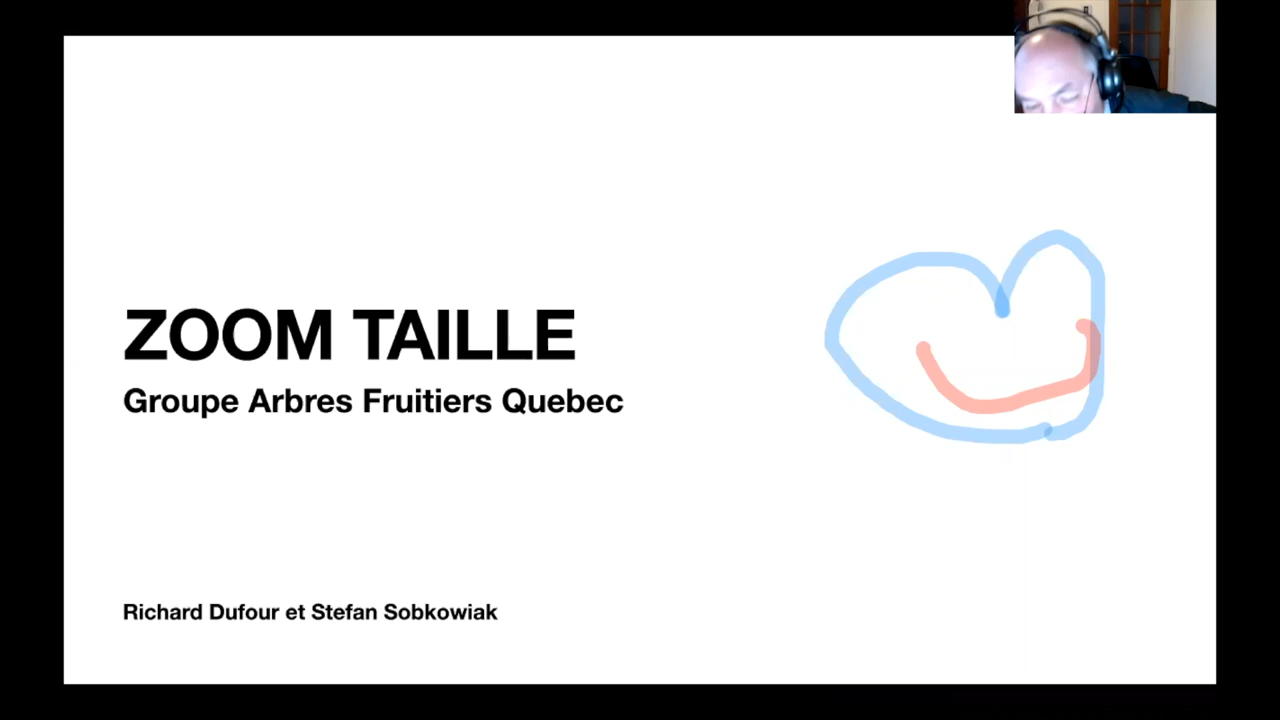 ZOOM TAILLE
Groupe Arbres Fruitiers Quebec
Richard Dufour et Stefan Sobkowiak